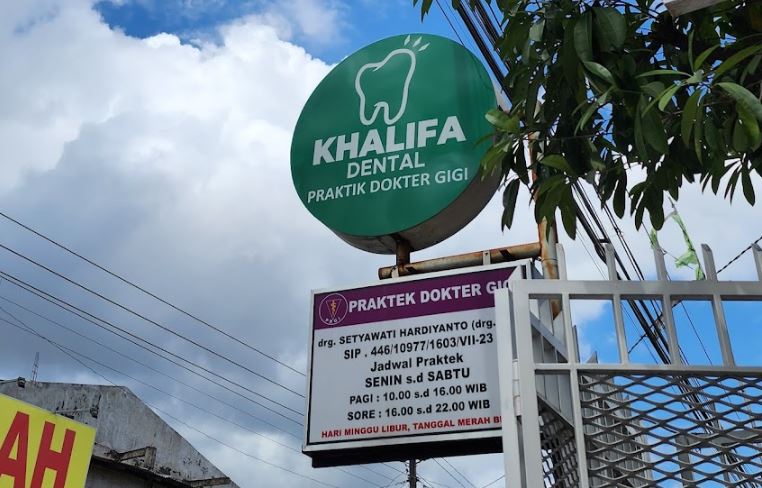 KHALIFA
DENTAL
PRAKTIK DOKTER GIGI
PRAKTEK DOKTER GIGI
drg. SETYAWATI HARDIYANTO (drg.
SIP . 446/10977/1603/VII-23
Jadwal Praktek
SENIN s.d SABTU
PAGI : 10.00 s.d 16.00 WIB
SORE : 16.00 s.d 22.00 WIB
HARI MINGGU LIBUR, TANGGAL MERAH
AH